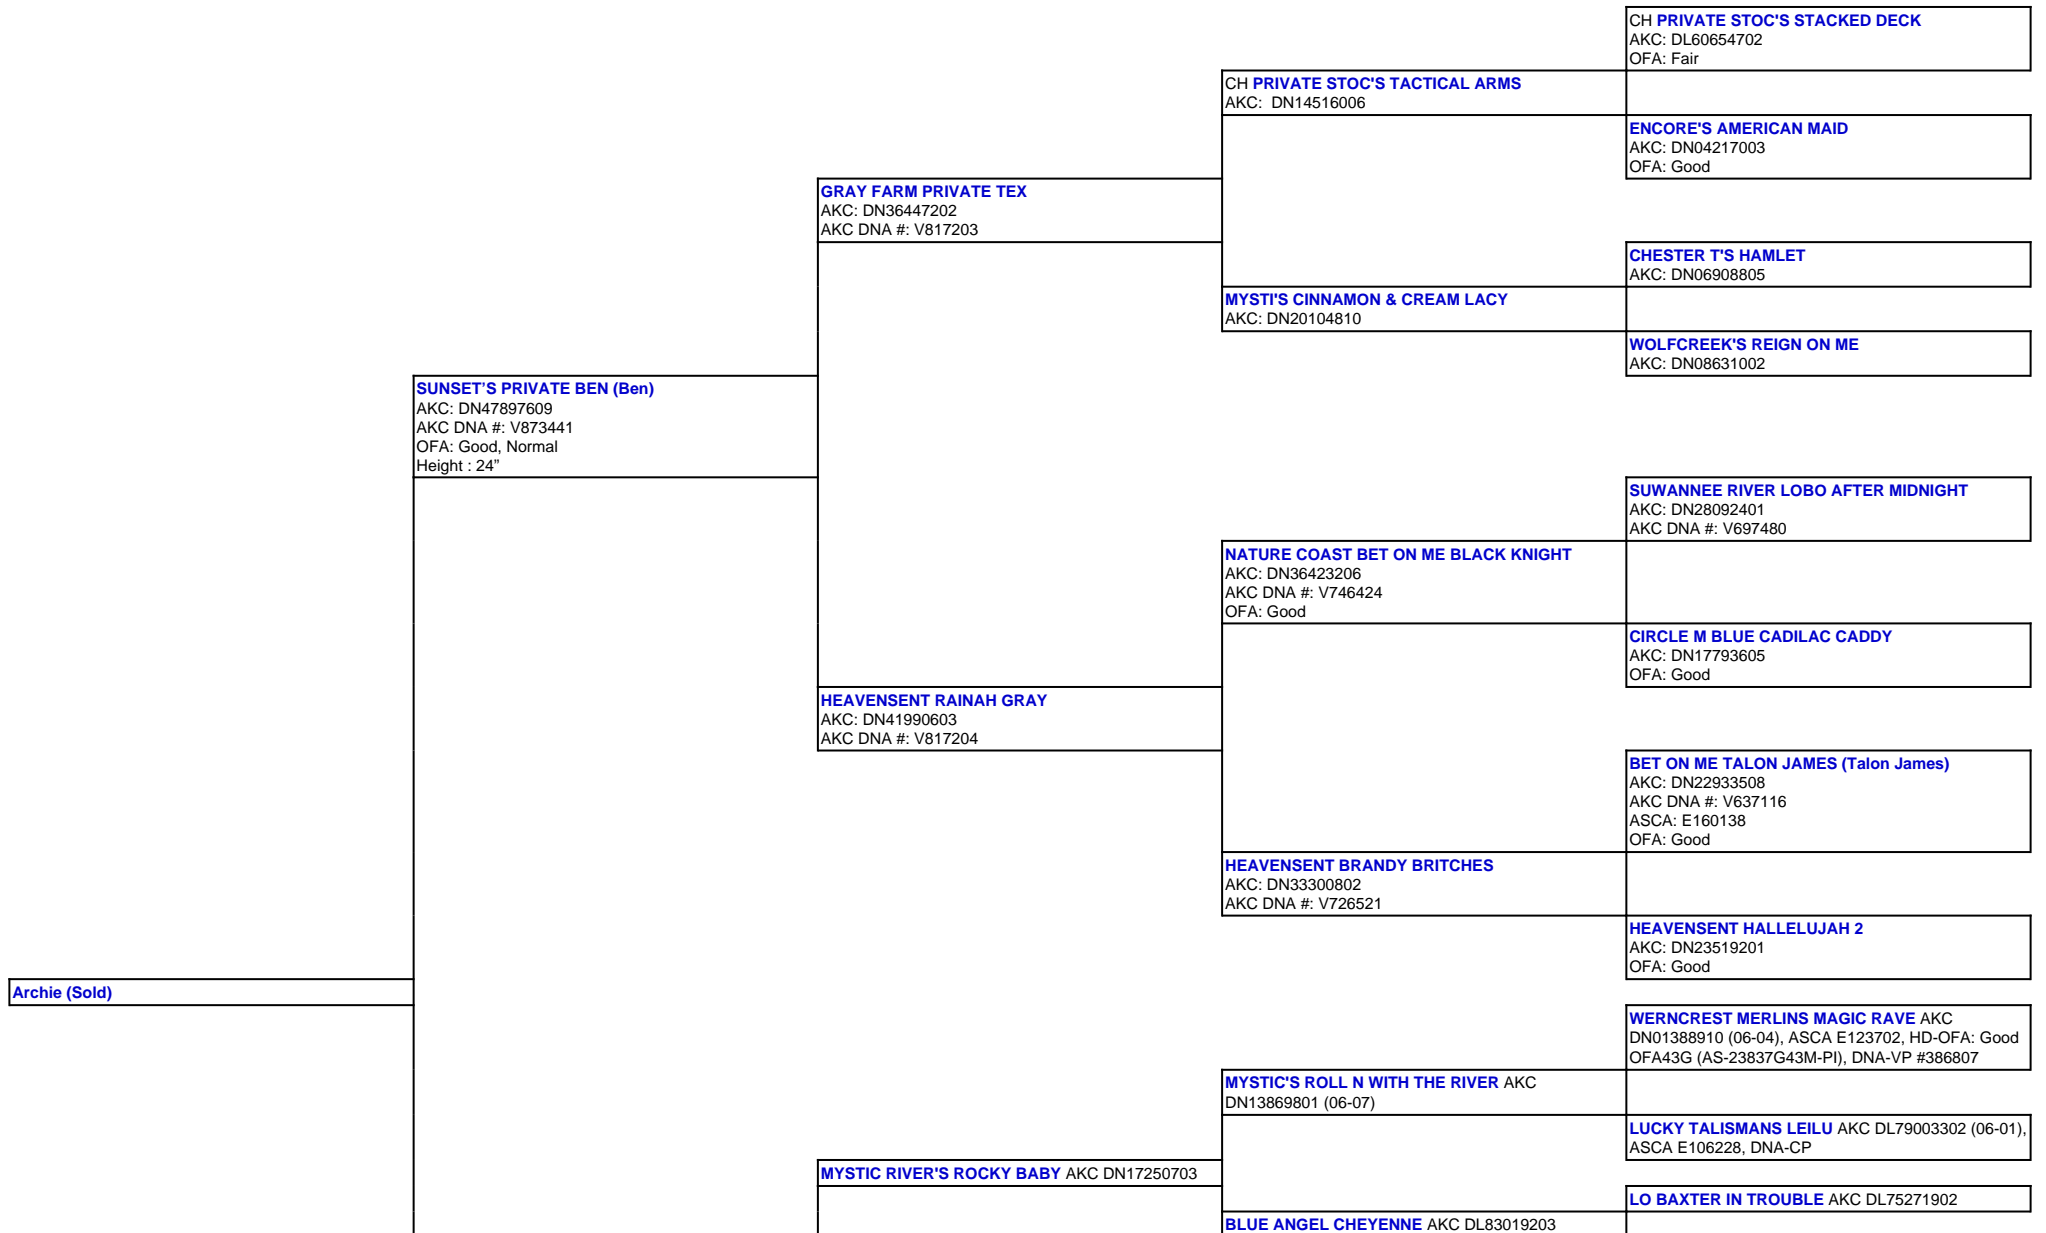 CH PRIVATE STOC'S STACKED DECK
AKC: DL60654702
OFA: Fair
CH PRIVATE STOC'S TACTICAL ARMS
AKC:  DN14516006
ENCORE'S AMERICAN MAID
AKC: DN04217003
OFA: Good
GRAY FARM PRIVATE TEX
AKC: DN36447202
AKC DNA #: V817203
CHESTER T'S HAMLET
AKC: DN06908805
MYSTI'S CINNAMON & CREAM LACY
AKC: DN20104810
WOLFCREEK'S REIGN ON ME
AKC: DN08631002
SUNSET’S PRIVATE BEN (Ben)
AKC: DN47897609
AKC DNA #: V873441
OFA: Good, Normal
Height : 24”
SUWANNEE RIVER LOBO AFTER MIDNIGHT
AKC: DN28092401
AKC DNA #: V697480
NATURE COAST BET ON ME BLACK KNIGHT
AKC: DN36423206
AKC DNA #: V746424
OFA: Good
CIRCLE M BLUE CADILAC CADDY
AKC: DN17793605
OFA: Good
HEAVENSENT RAINAH GRAY
AKC: DN41990603
AKC DNA #: V817204
BET ON ME TALON JAMES (Talon James)
AKC: DN22933508
AKC DNA #: V637116
ASCA: E160138
OFA: Good
HEAVENSENT BRANDY BRITCHES
AKC: DN33300802
AKC DNA #: V726521
HEAVENSENT HALLELUJAH 2
AKC: DN23519201
OFA: Good
Archie (Sold)
WERNCREST MERLINS MAGIC RAVE AKC
DN01388910 (06-04), ASCA E123702, HD-OFA: Good
OFA43G (AS-23837G43M-PI), DNA-VP #386807
MYSTIC'S ROLL N WITH THE RIVER AKC
DN13869801 (06-07)
LUCKY TALISMANS LEILU AKC DL79003302 (06-01),
ASCA E106228, DNA-CP
MYSTIC RIVER'S ROCKY BABY AKC DN17250703
LO BAXTER IN TROUBLE AKC DL75271902
BLUE ANGEL CHEYENNE AKC DL83019203